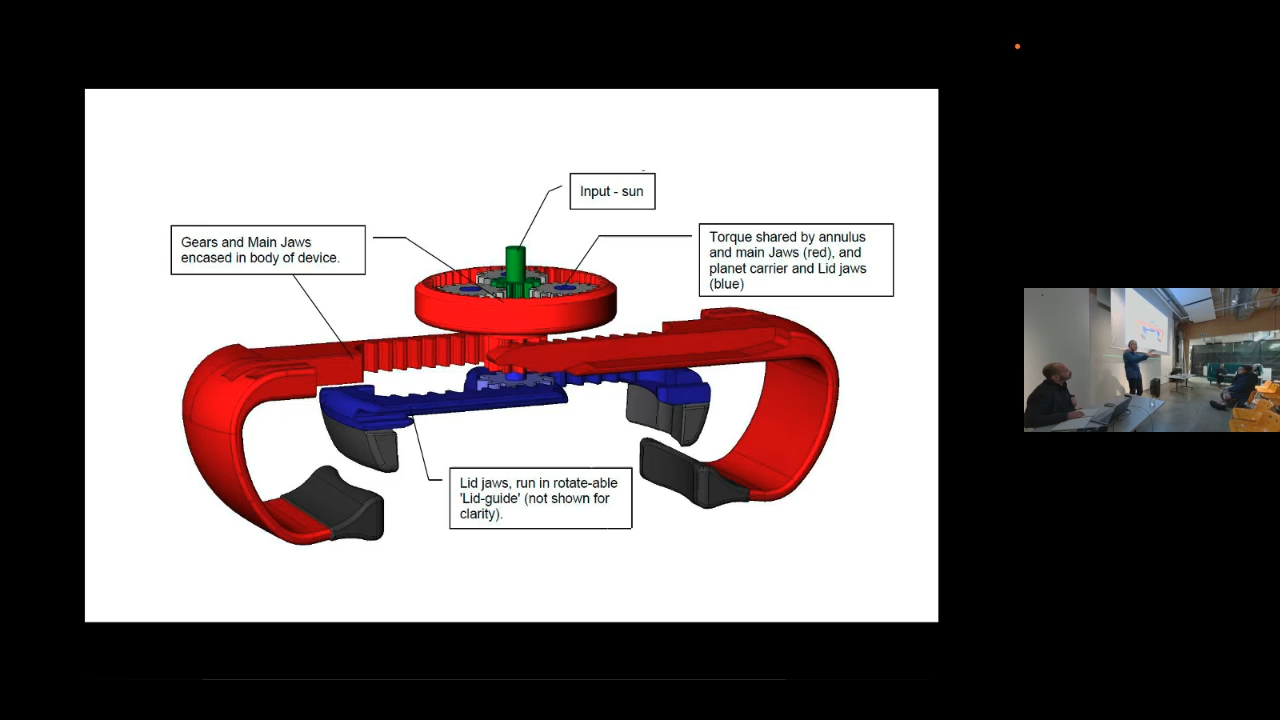 Input - sun
Gears and Main Jaws
encased in body of device.
Torque shared by annulus
and main Jaws (red), and
planet carrier and Lid jaws
(blue)
Lid jaws, run in rotate-able
'Lid-guide' (not shown for
clarity).